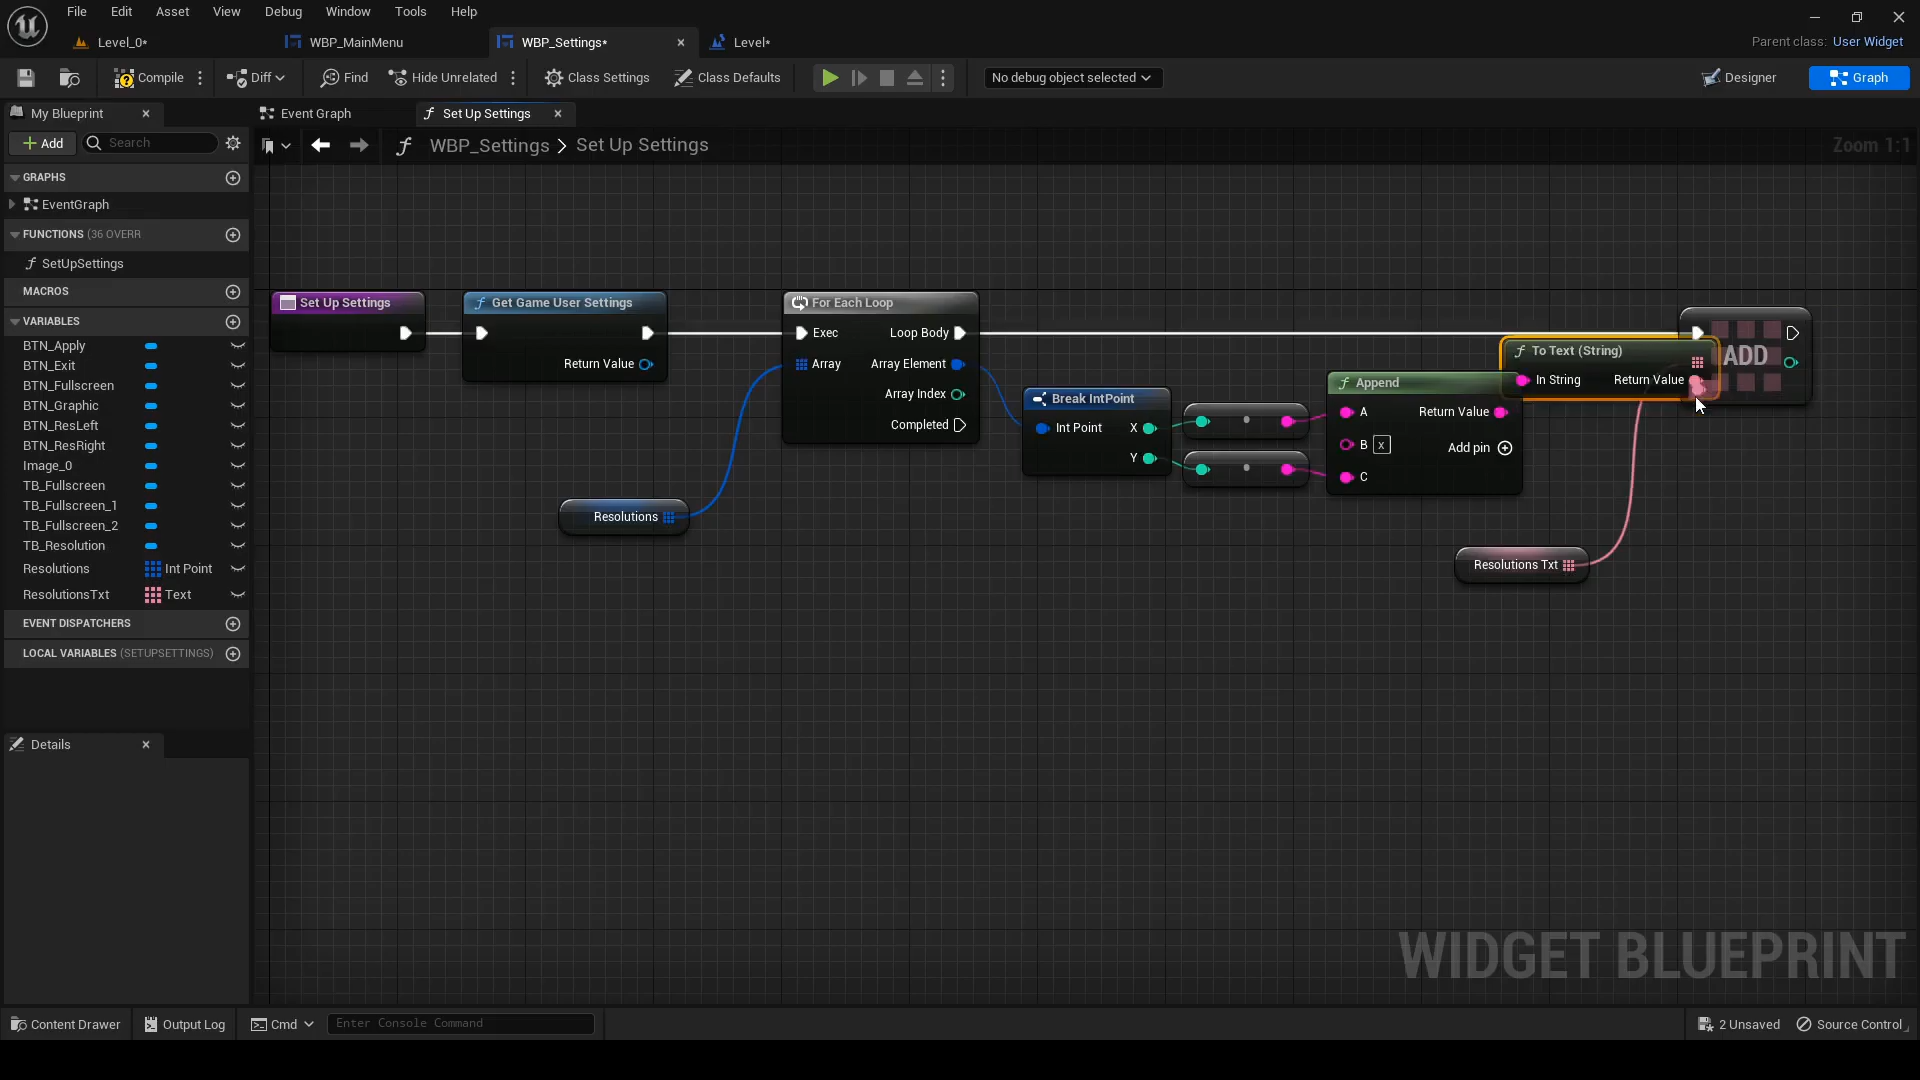 File Edit Asset View Debug Window Tools Help
Level_0* WBP_MainMenu WBP_Settings* Level* Parent class: User Widget
Compile Diff Find Hide Unrelated Class Settings Class Defaults No debug object selected Designer Graph
My Blueprint Event Graph Set Up Settings
Add Search WBP_Settings > Set Up Settings Zoom 1:1
GRAPHS
EventGraph
FUNCTIONS (36 OVERR
SetUpSettings
MACROS
VARIABLES
BTN_Apply
BTN_Exit
BTN_Fullscreen
BTN_Graphic
BTN_ResLeft
BTN_ResRight
Image_0
TB_Fullscreen
TB_Fullscreen_1
TB_Fullscreen_2
TB_Resolution
Resolutions Int Point
ResolutionsTxt Text
EVENT DISPATCHERS
LOCAL VARIABLES (SETUPSETTINGS)
Details
Set Up Settings
Get Game User Settings
Return Value
For Each Loop
Exec Loop Body
Array Array Element
Array Index
Completed
Resolutions
Break IntPoint
Int Point X
Y
Append
A Return Value
B x Add pin
C
To Text (String)
In String Return Value
ADD
Resolutions Txt
WIDGET BLUEPRINT
Content Drawer Output Log Cmd Enter Console Command 2 Unsaved Source Control